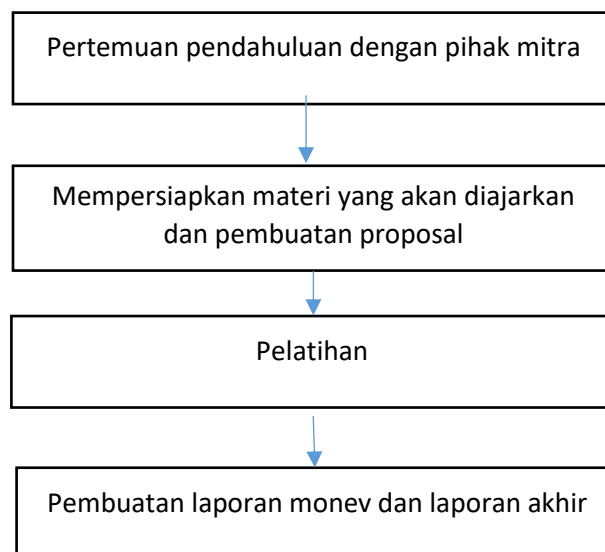 Pertemuan pendahuluan dengan pihak mitra
Mempersiapkan materi yang akan diajarkan
dan pembuatan proposal
Pelatihan
Pembuatan laporan monev dan laporan akhir